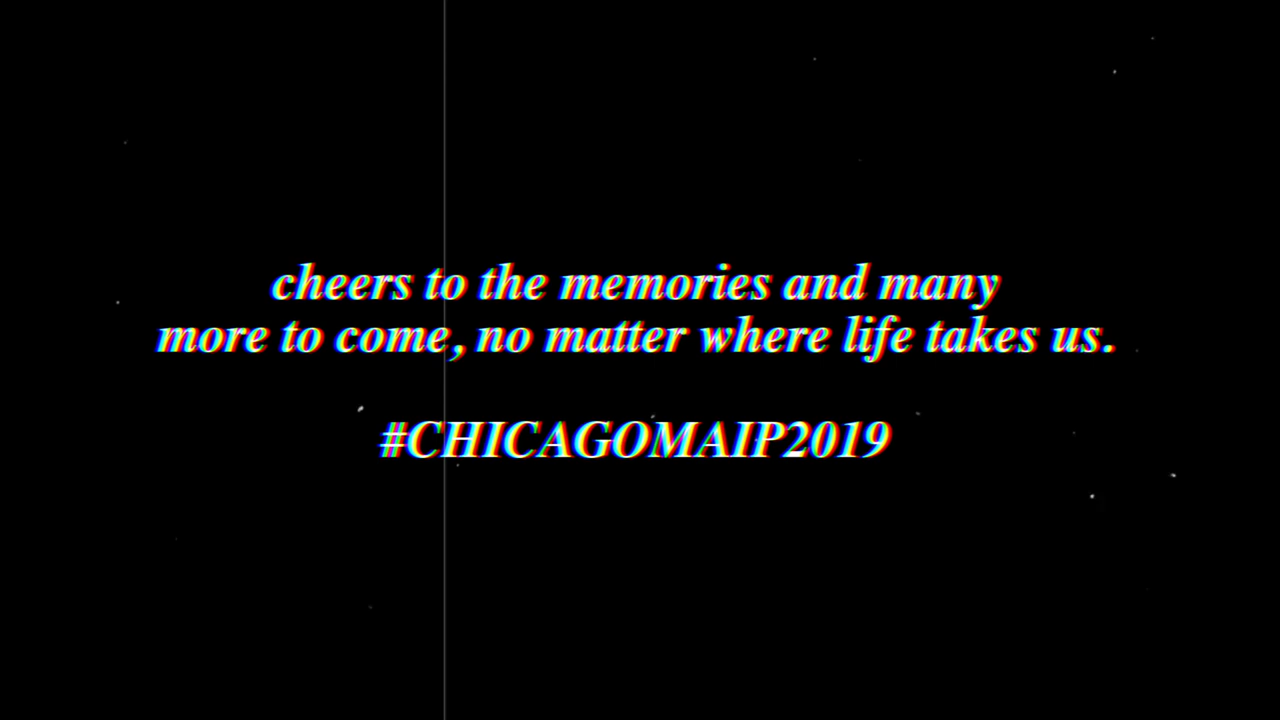 cheers to the memories and many
more to come, no matter where life takes us.
#CHICAGOMAIP2019